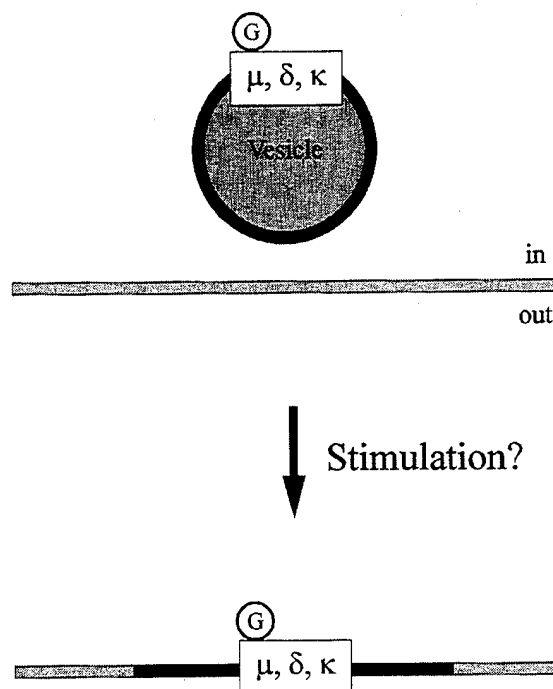 G
μ, δ, κ
Vesicle
in
out
Stimulation?
G
μ, δ, κ